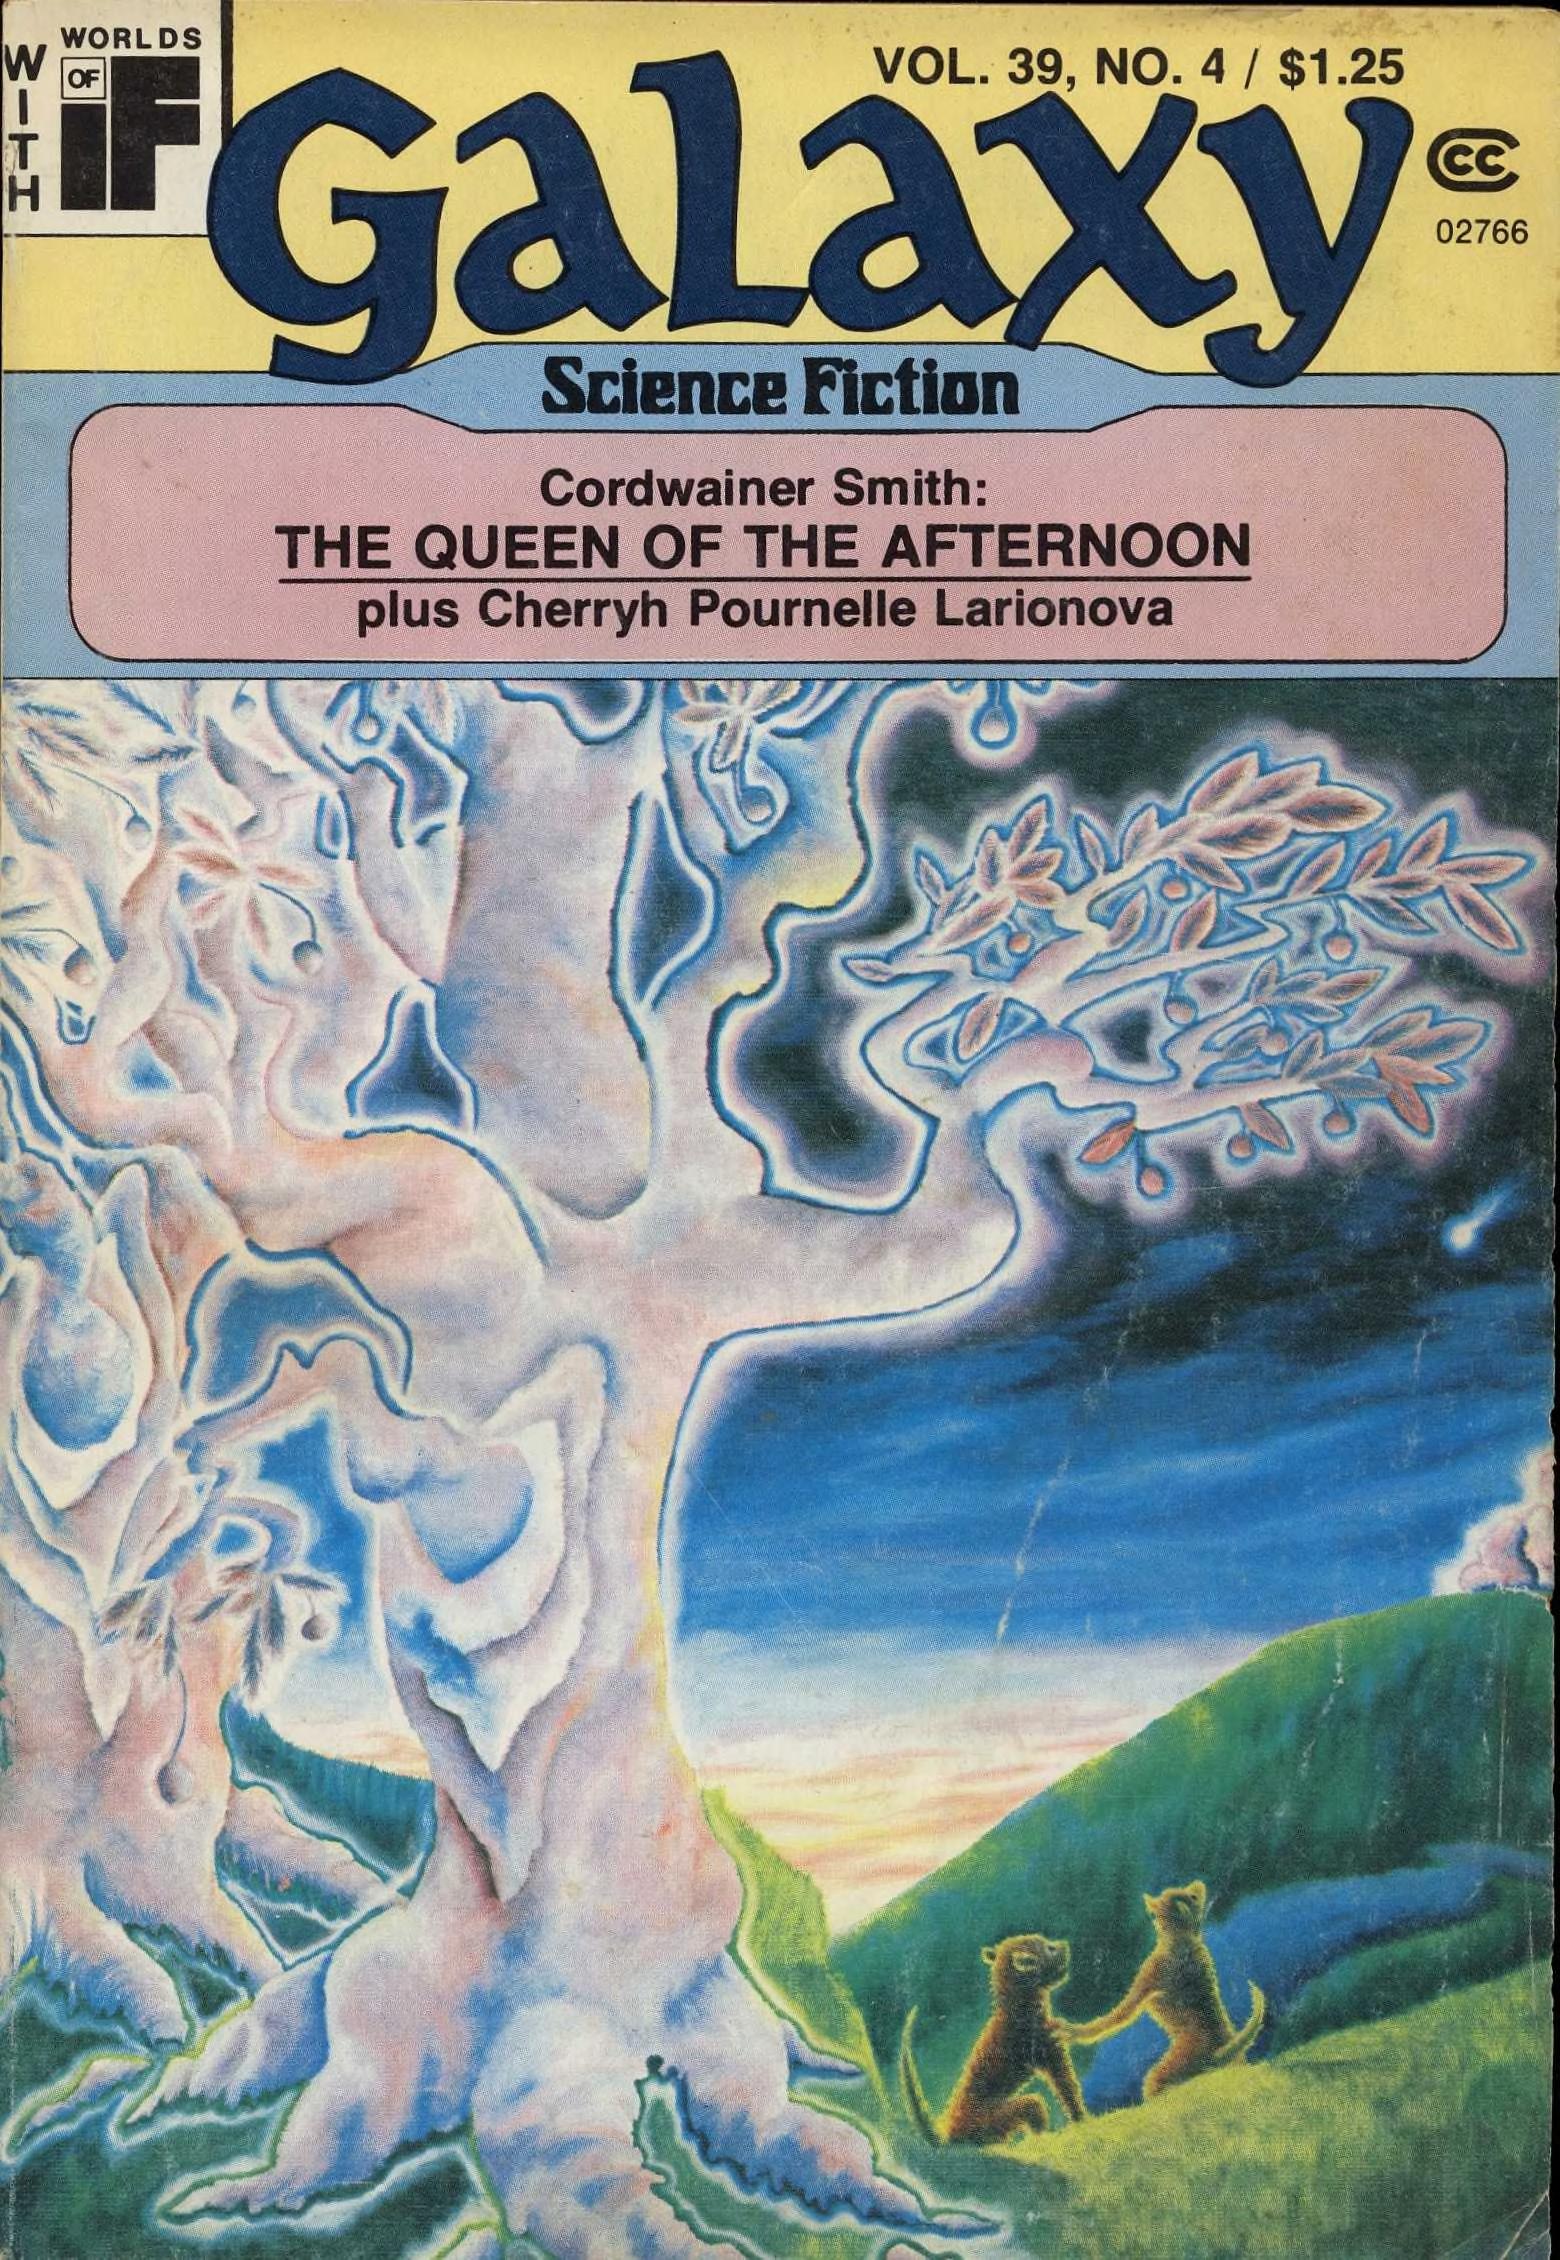 WITH
WORLDS
OF
IF
VOL. 39, NO. 4 / $1.25
Galaxy
CC
02766
Science Fiction
Cordwainer Smith:
THE QUEEN OF THE AFTERNOON
plus Cherryh Pournelle Larionova